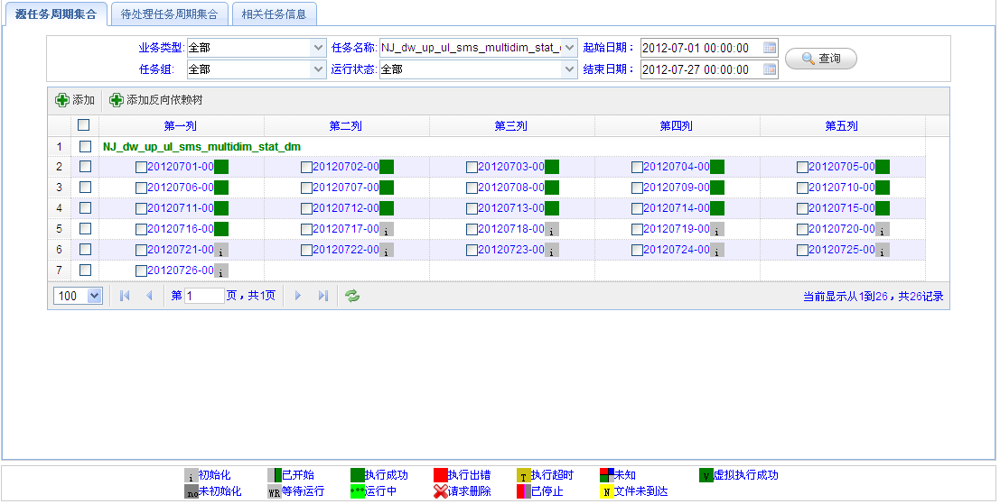 源任务周期集合 待处理任务周期集合 相关任务信息
业务类型: 全部 任务名称: NJ_dw_up_ul_sms_multidim_stat_ 起始日期： 2012-07-01 00:00:00
任务组: 全部 运行状态: 全部 结束日期： 2012-07-27 00:00:00
查询
添加 添加反向依赖树
第一列 第二列 第三列 第四列 第五列
1 NJ_dw_up_ul_sms_multidim_stat_dm
2 20120701-00 20120702-00 20120703-00 20120704-00 20120705-00
3 20120706-00 20120707-00 20120708-00 20120709-00 20120710-00
4 20120711-00 20120712-00 20120713-00 20120714-00 20120715-00
5 20120716-00 20120717-00 i 20120718-00 i 20120719-00 i 20120720-00 i
6 20120721-00 i 20120722-00 i 20120723-00 i 20120724-00 i 20120725-00 i
7 20120726-00 i
100 第 1 页，共1页 当前显示从1到26，共26记录
i 初始化 已开始 执行成功 执行出错 T 执行超时 未知 V 虚拟执行成功
no 未初始化 WR 等待运行 运行中 请求删除 已停止 N 文件未到达